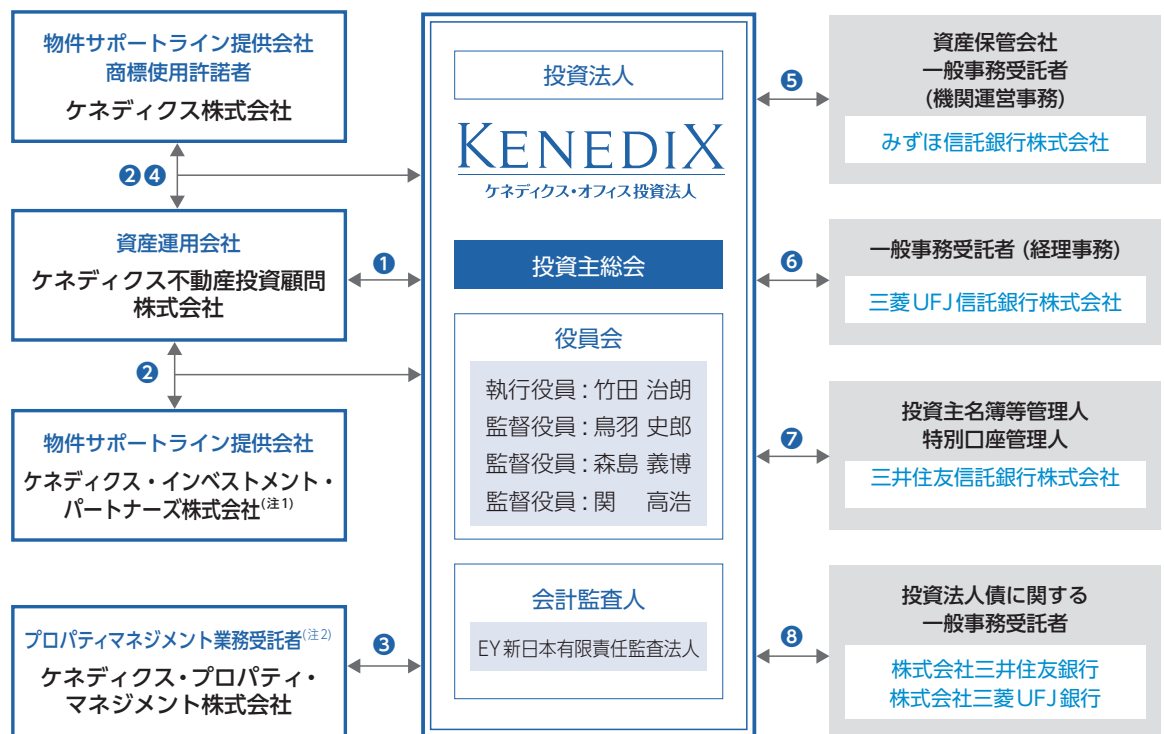 物件サポートライン提供会社
商標使用許諾者
ケネディクス株式会社
❷❹
資産運用会社
ケネディクス不動産投資顧問
株式会社
❶
❷
物件サポートライン提供会社
ケネディクス・インベストメント・
パートナーズ株式会社(注1)
プロパティマネジメント業務受託者(注2)
ケネディクス・プロパティ・
マネジメント株式会社
❸
投資法人
KENEDIX
ケネディクス・オフィス投資法人
投資主総会
役員会
執行役員:竹田 治朗
監督役員:鳥羽 史郎
監督役員:森島 義博
監督役員:関　高浩
会計監査人
EY新日本有限責任監査法人
❺
資産保管会社
一般事務受託者
(機関運営事務)
みずほ信託銀行株式会社
❻
一般事務受託者 (経理事務)
三菱UFJ信託銀行株式会社
❼
投資主名簿等管理人
特別口座管理人
三井住友信託銀行株式会社
❽
投資法人債に関する
一般事務受託者
株式会社三井住友銀行
株式会社三菱UFJ銀行